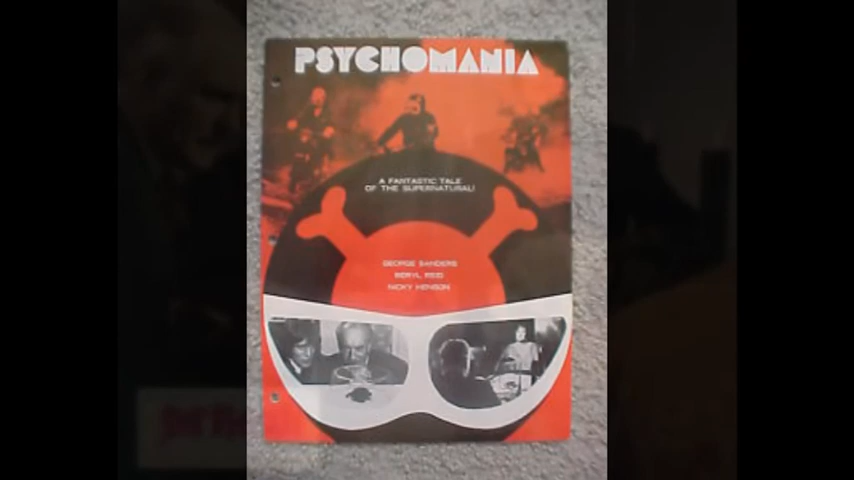 PSYCHOMANIA
A FANTASTIC TALE
OF THE SUPERNATURAL!
GEORGE SANDERS
BERYL REID
NICKY HENSON